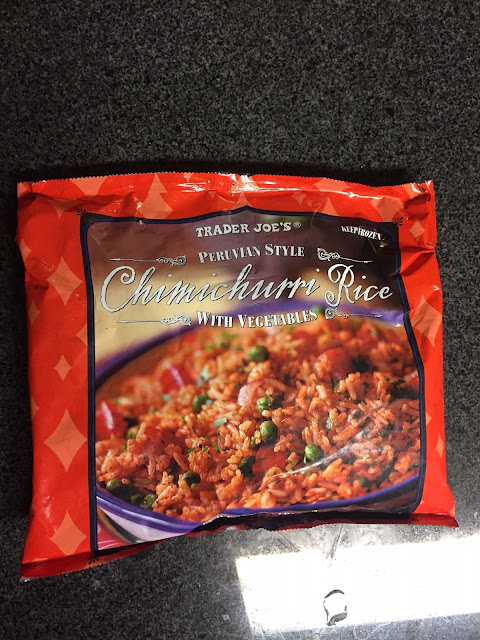 TRADER JOE'S®
KEEP FROZEN
PERUVIAN STYLE
Chimichurri Rice
WITH VEGETABLES